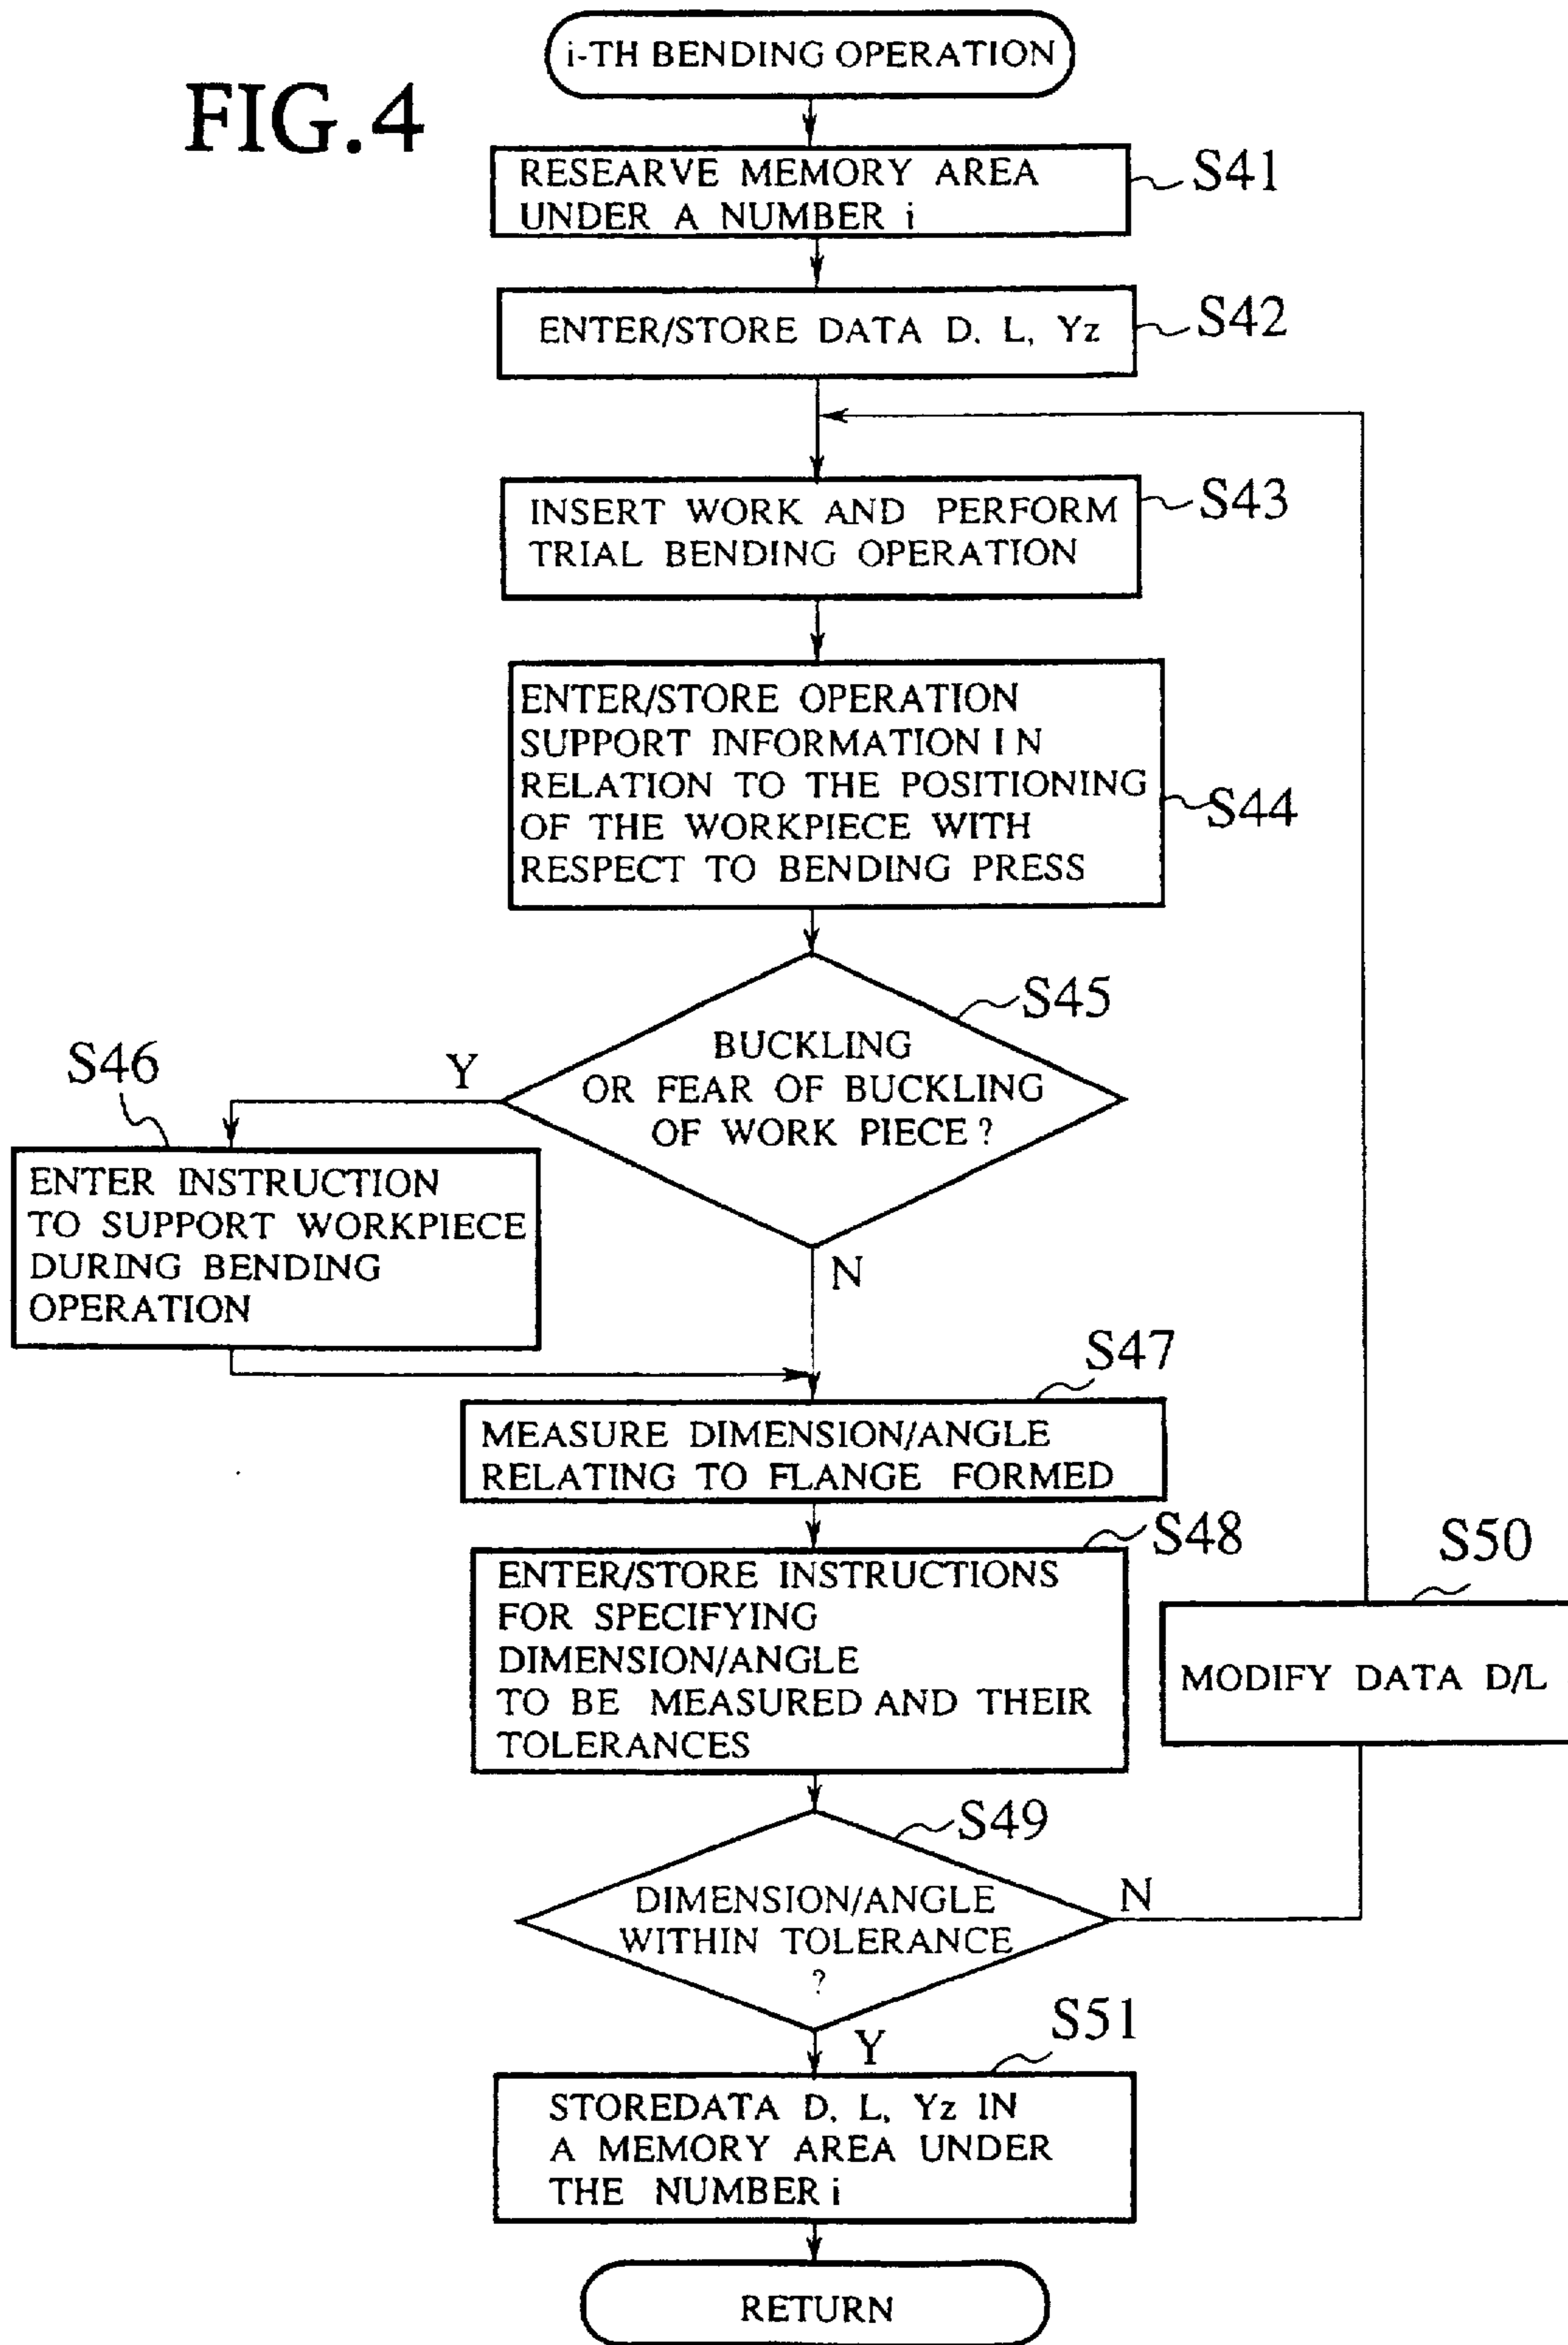 FIG.4
i-TH BENDING OPERATION
RESEARVE MEMORY AREA
UNDER A NUMBER i
S41
ENTER/STORE DATA D. L, Yz
S42
INSERT WORK AND PERFORM
TRIAL BENDING OPERATION
S43
ENTER/STORE OPERATION
SUPPORT INFORMATION IN
RELATION TO THE POSITIONING
OF THE WORKPIECE WITH
RESPECT TO BENDING PRESS
S44
BUCKLING
OR FEAR OF BUCKLING
OF WORK PIECE?
S45
Y
N
S46
ENTER INSTRUCTION
TO SUPPORT WORKPIECE
DURING BENDING
OPERATION
S47
MEASURE DIMENSION/ANGLE
RELATING TO FLANGE FORMED
S48
ENTER/STORE INSTRUCTIONS
FOR SPECIFYING
DIMENSION/ANGLE
TO BE MEASURED AND THEIR
TOLERANCES
S50
MODIFY DATA D/L
S49
DIMENSION/ANGLE
WITHIN TOLERANCE
?
N
Y
S51
STOREDATA D. L, Yz IN
A MEMORY AREA UNDER
THE NUMBER i
RETURN